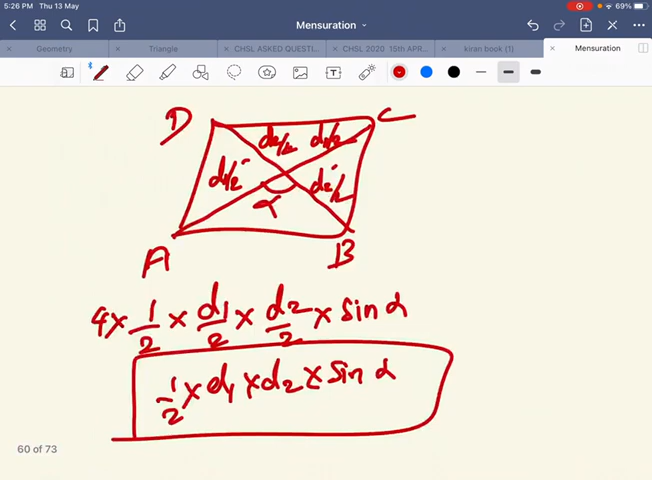 5:26 PM Thu 13 May
69%
Mensuration
Geometry
Triangle
CHSL ASKED QUESTI...
CHSL 2020 15th APR...
kiran book (1)
Mensuration
D
C
d2/2 d1/2
d1/2
d2/2
α
A
B
4 × 1/2 × d1/2 × d2/2 × sin α
1/2 × d1 × d2 × sin α
60 of 73